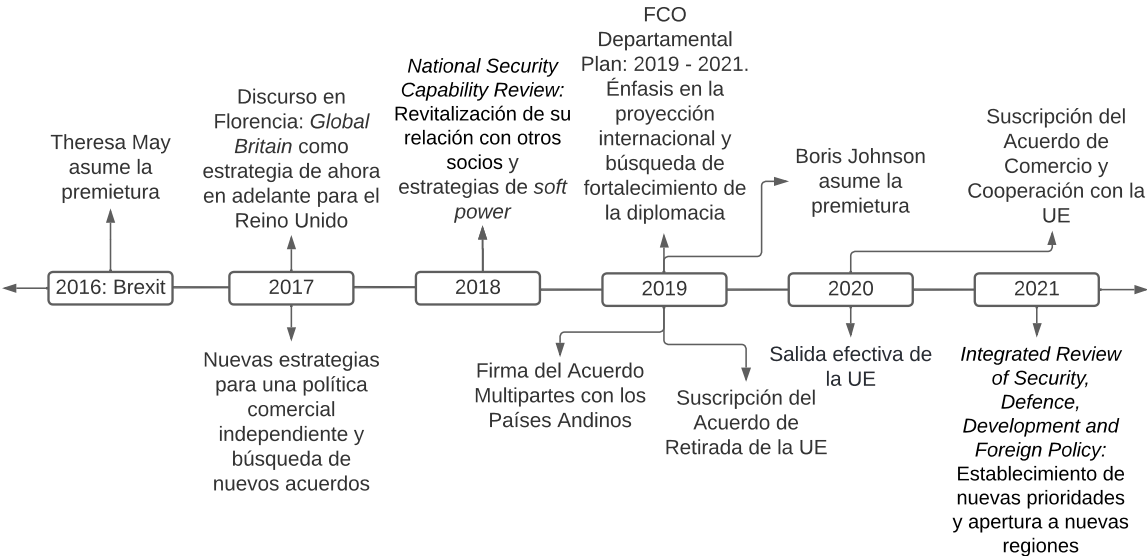 Theresa May
asume la
premietura
2016: Brexit
Discurso en
Florencia: Global
Britain como
estrategia de ahora
en adelante para el
Reino Unido
2017
Nuevas estrategias
para una política
comercial
independiente y
búsqueda de
nuevos acuerdos
National Security
Capability Review:
Revitalización de su
relación con otros
socios y
estrategias de soft
power
2018
FCO
Departamental
Plan: 2019 - 2021.
Énfasis en la
proyección
internacional y
búsqueda de
fortalecimiento de
la diplomacia
Boris Johnson
asume la
premietura
2019
Firma del Acuerdo
Multipartes con los
Países Andinos
Suscripción del
Acuerdo de
Retirada de la UE
Suscripción del
Acuerdo de
Comercio y
Cooperación con la
UE
2020
Salida efectiva de
la UE
2021
Integrated Review
of Security,
Defence,
Development and
Foreign Policy:
Establecimiento de
nuevas prioridades
y apertura a nuevas
regiones